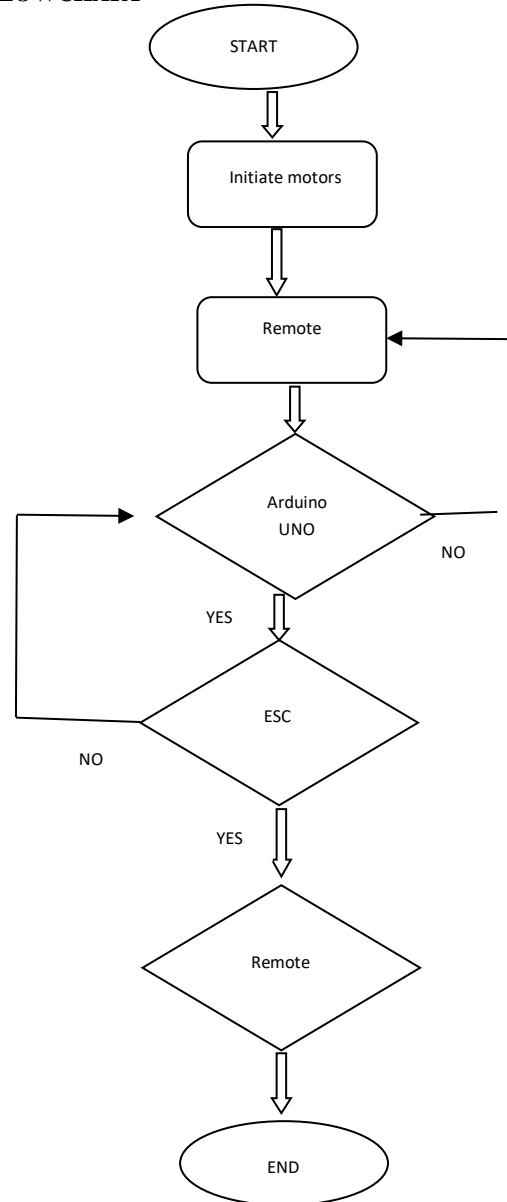 START
Initiate motors
Remote
Arduino
UNO
NO
YES
ESC
NO
YES
Remote
END